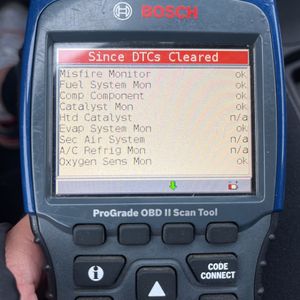 BOSCH
Since DTCs Cleared
Misfire Monitor ok
Fuel System Mon ok
Comp Component ok
Catalyst Mon ok
Htd Catalyst n/a
Evap System Mon ok
Sec Air System n/a
A/C Refrig Mon n/a
Oxygen Sens Mon ok
ProGrade OBD II Scan Tool
CODE
CONNECT